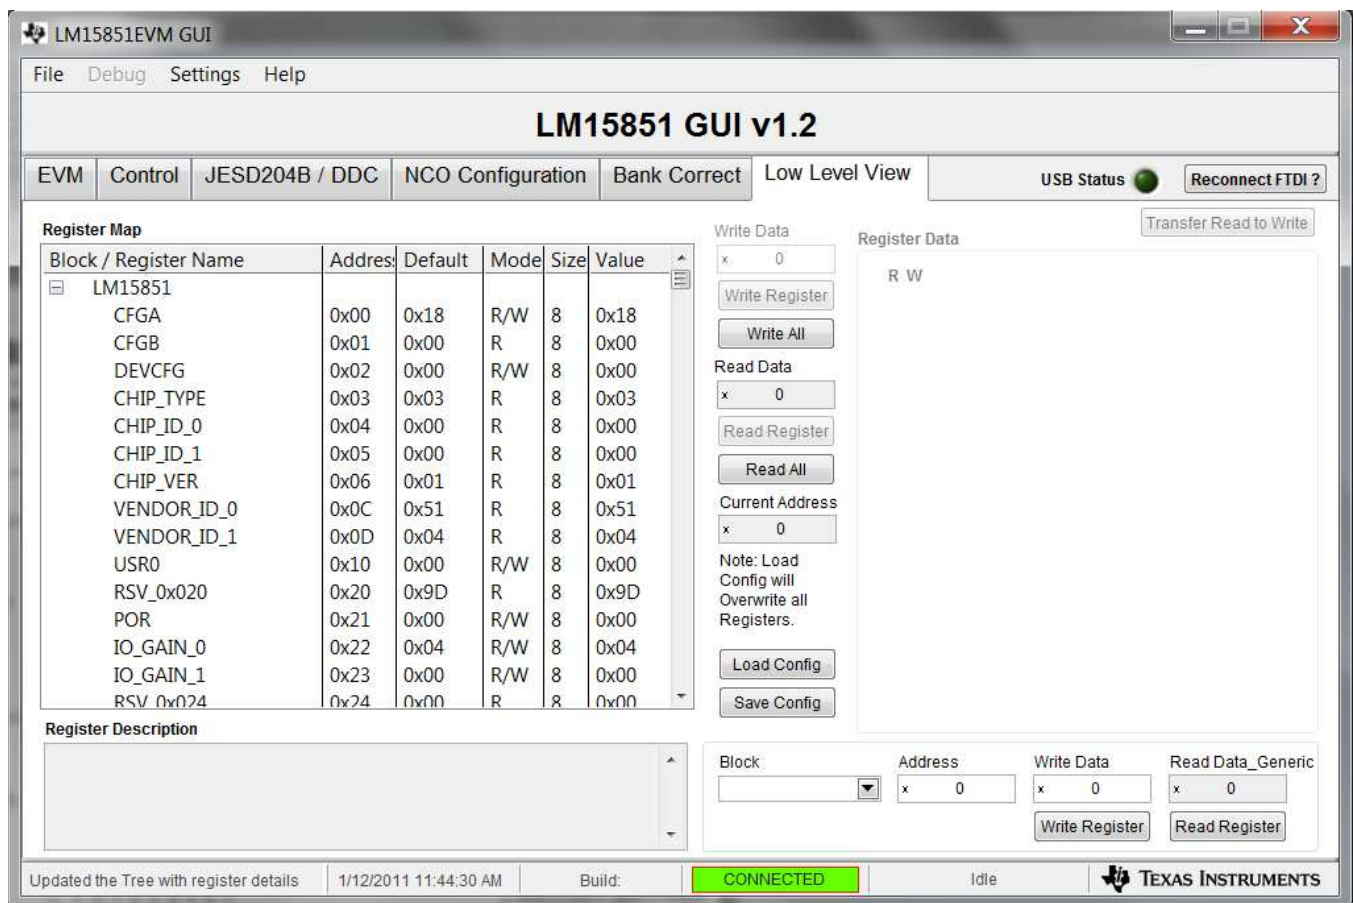 LM15851EVM GUI
File Debug Settings Help
LM15851 GUI v1.2
EVM Control JESD204B / DDC NCO Configuration Bank Correct Low Level View USB Status Reconnect FTDI ?
Transfer Read to Write
Register Map
Block / Register Name Addres Default Mode Size Value
LM15851
CFGA 0x00 0x18 R/W 8 0x18
CFGB 0x01 0x00 R 8 0x00
DEVCFG 0x02 0x00 R/W 8 0x00
CHIP_TYPE 0x03 0x03 R 8 0x03
CHIP_ID_0 0x04 0x00 R 8 0x00
CHIP_ID_1 0x05 0x00 R 8 0x00
CHIP_VER 0x06 0x01 R 8 0x01
VENDOR_ID_0 0x0C 0x51 R 8 0x51
VENDOR_ID_1 0x0D 0x04 R 8 0x04
USR0 0x10 0x00 R/W 8 0x00
RSV_0x020 0x20 0x9D R 8 0x9D
POR 0x21 0x00 R/W 8 0x00
IO_GAIN_0 0x22 0x04 R/W 8 0x04
IO_GAIN_1 0x23 0x00 R/W 8 0x00
RSV_0x024 0x24 0x00 R 8 0x00
Write Data
x 0
Write Register
Write All
Read Data
x 0
Read Register
Read All
Current Address
x 0
Note: Load
Config will
Overwrite all
Registers.
Load Config
Save Config
Register Data
R W
Register Description
Block Address Write Data Read Data_Generic
x 0 x 0 x 0
Write Register Read Register
Updated the Tree with register details 1/12/2011 11:44:30 AM Build: CONNECTED Idle TEXAS INSTRUMENTS